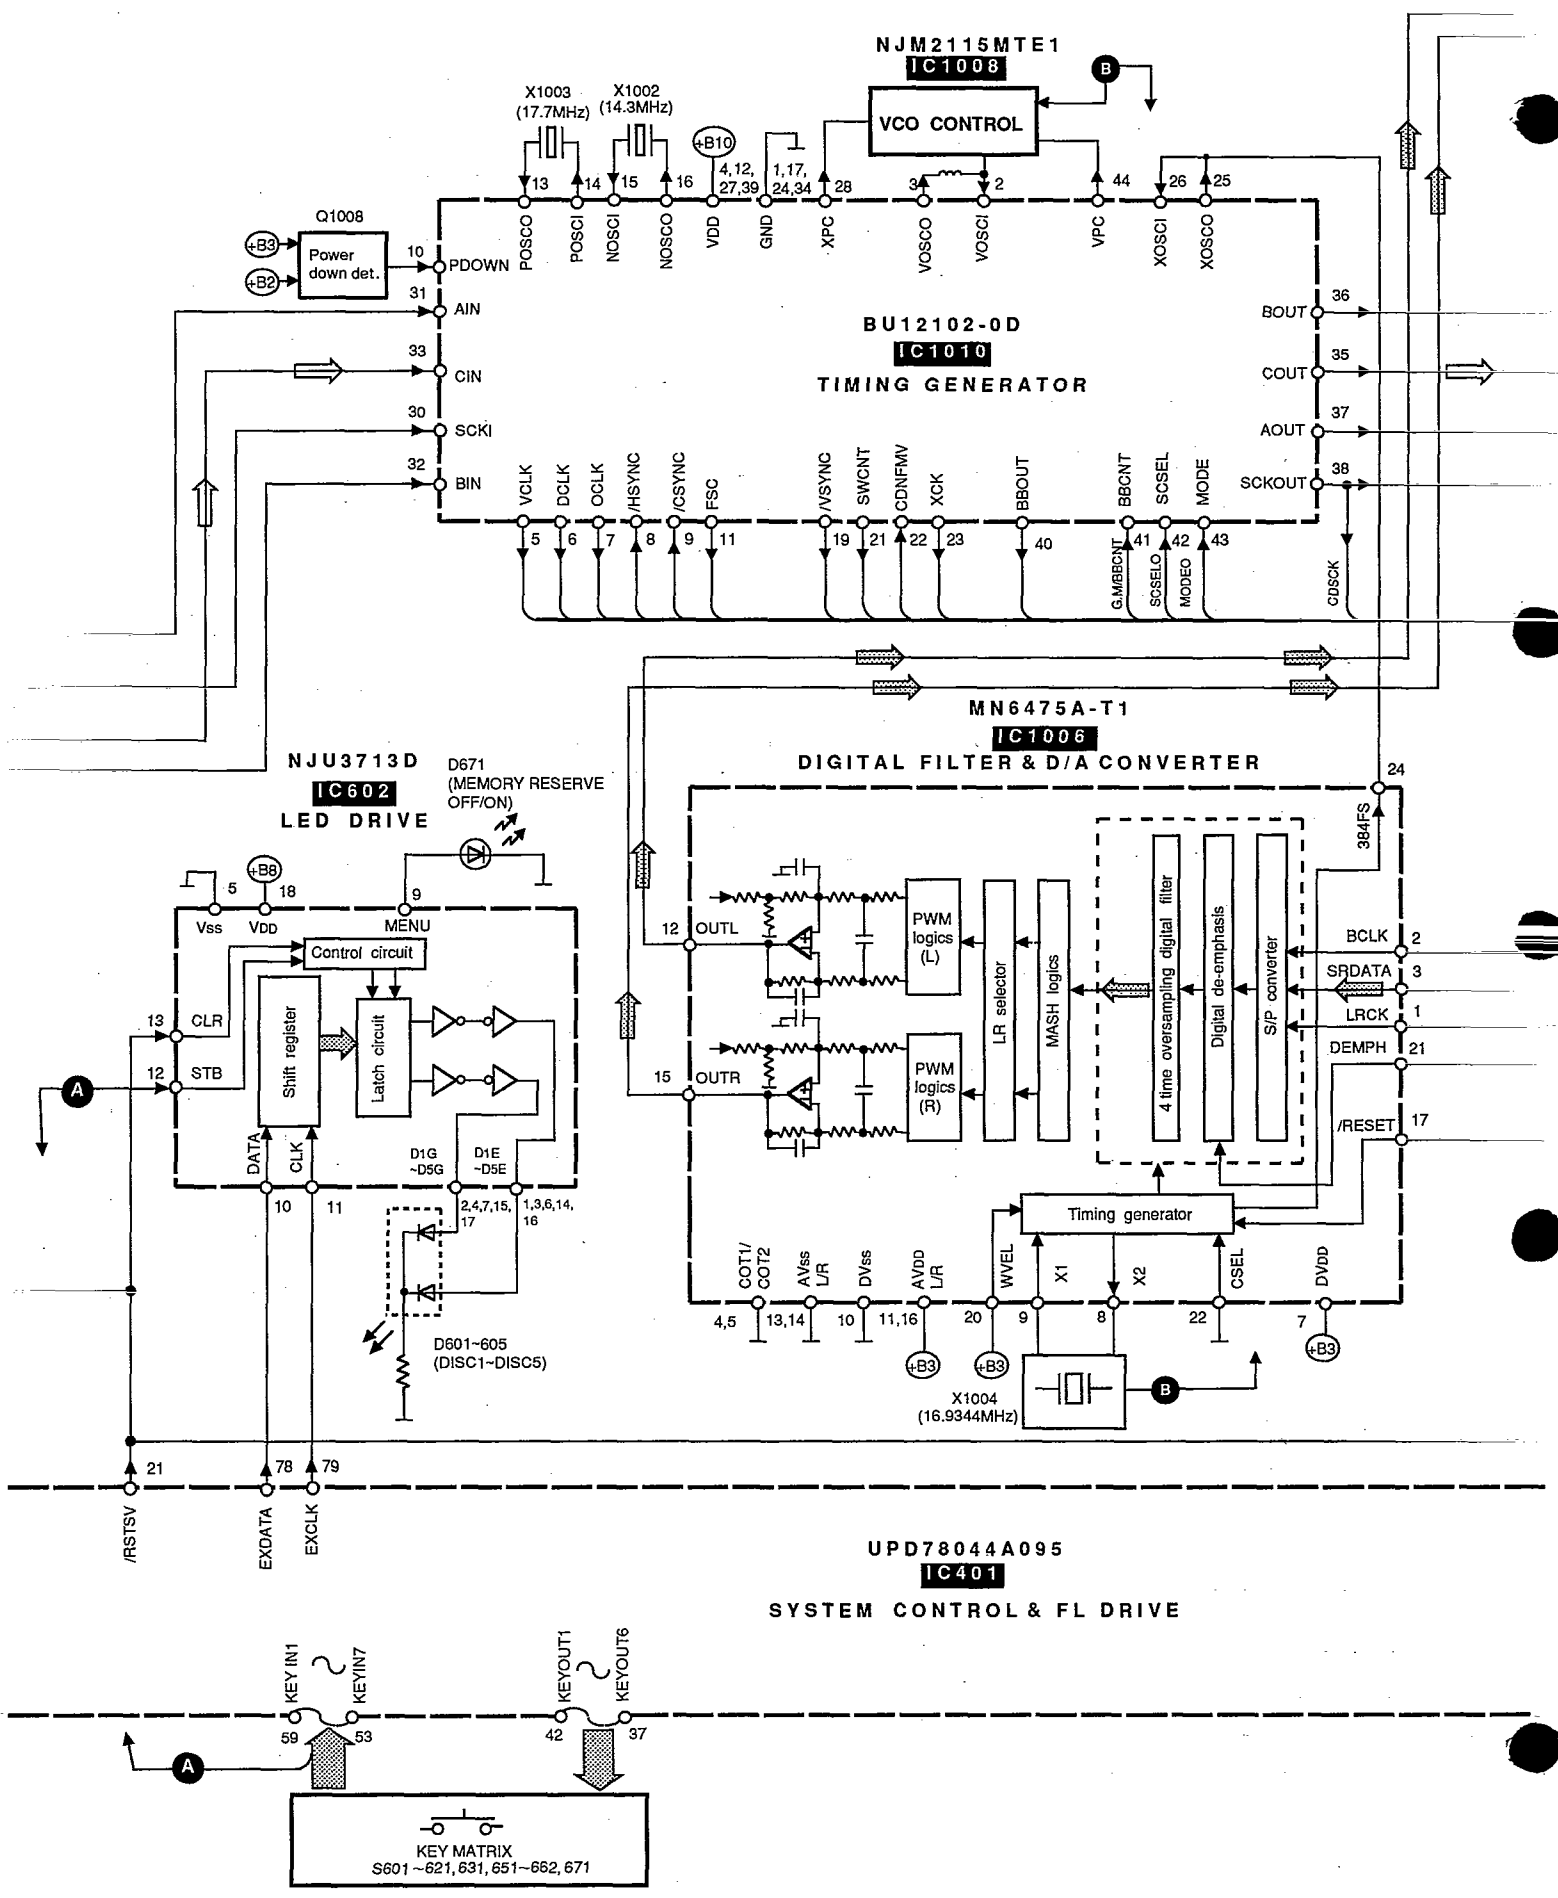 NJM2115MTE1
IC1008
VCO CONTROL
B
X1003
(17.7MHz)
X1002
(14.3MHz)
+B10
4,12,
27,39
1,17,
24,34
13
14
15
16
28
3
2
44
26
25
POSCO
POSCI
NOSCI
NOSCO
VDD
GND
XPC
VOSCO
VOSCI
VPC
XOSCI
XOSCO
Q1008
+B3
+B2
Power
down det.
10
PDOWN
31
AIN
33
CIN
30
SCKI
32
BIN
BU12102-0D
IC1010
TIMING GENERATOR
BOUT
36
COUT
35
AOUT
37
SCKOUT
38
VCLK
DCLK
OCLK
/HSYNC
/CSYNC
FSC
/VSYNC
SWCNT
CDNFMV
XCK
BBOUT
BBCNT
SCSEL
MODE
5
6
7
8
9
11
19
21
22
23
40
41
42
43
G.M/BBCNT
SCSELO
MODEO
CDSCK
MN6475A-T1
IC1006
DIGITAL FILTER & D/A CONVERTER
24
384FS
NJU3713D
IC602
LED DRIVE
D671
(MEMORY RESERVE
OFF/ON)
+B8
5
18
9
Vss
VDD
MENU
Control circuit
Shift register
Latch circuit
13
CLR
12
STB
A
DATA
CLK
D1G
~D5G
D1E
~D5E
10
11
2,4,7,15,
17
1,3,6,14,
16
D601~605
(DISC1~DISC5)
12
OUTL
15
OUTR
PWM
logics
(L)
PWM
logics
(R)
LR selector
MASH logics
4 time oversampling digital filter
Digital de-emphasis
S/P converter
BCLK
2
SRDATA
3
LRCK
1
DEMPH
21
/RESET
17
Timing generator
COT1/
COT2
AVss
L/R
DVss
AVDD
L/R
WVEL
X1
X2
CSEL
DVDD
4,5
13,14
10
11,16
20
9
8
22
7
+B3
+B3
+B3
X1004
(16.9344MHz)
B
21
78
79
/RSTSV
EXDATA
EXCLK
UPD78044A095
IC401
SYSTEM CONTROL & FL DRIVE
KEY IN1
KEYIN7
KEYOUT1
KEYOUT6
59
53
42
37
A
KEY MATRIX
S601~621, 631, 651~662, 671